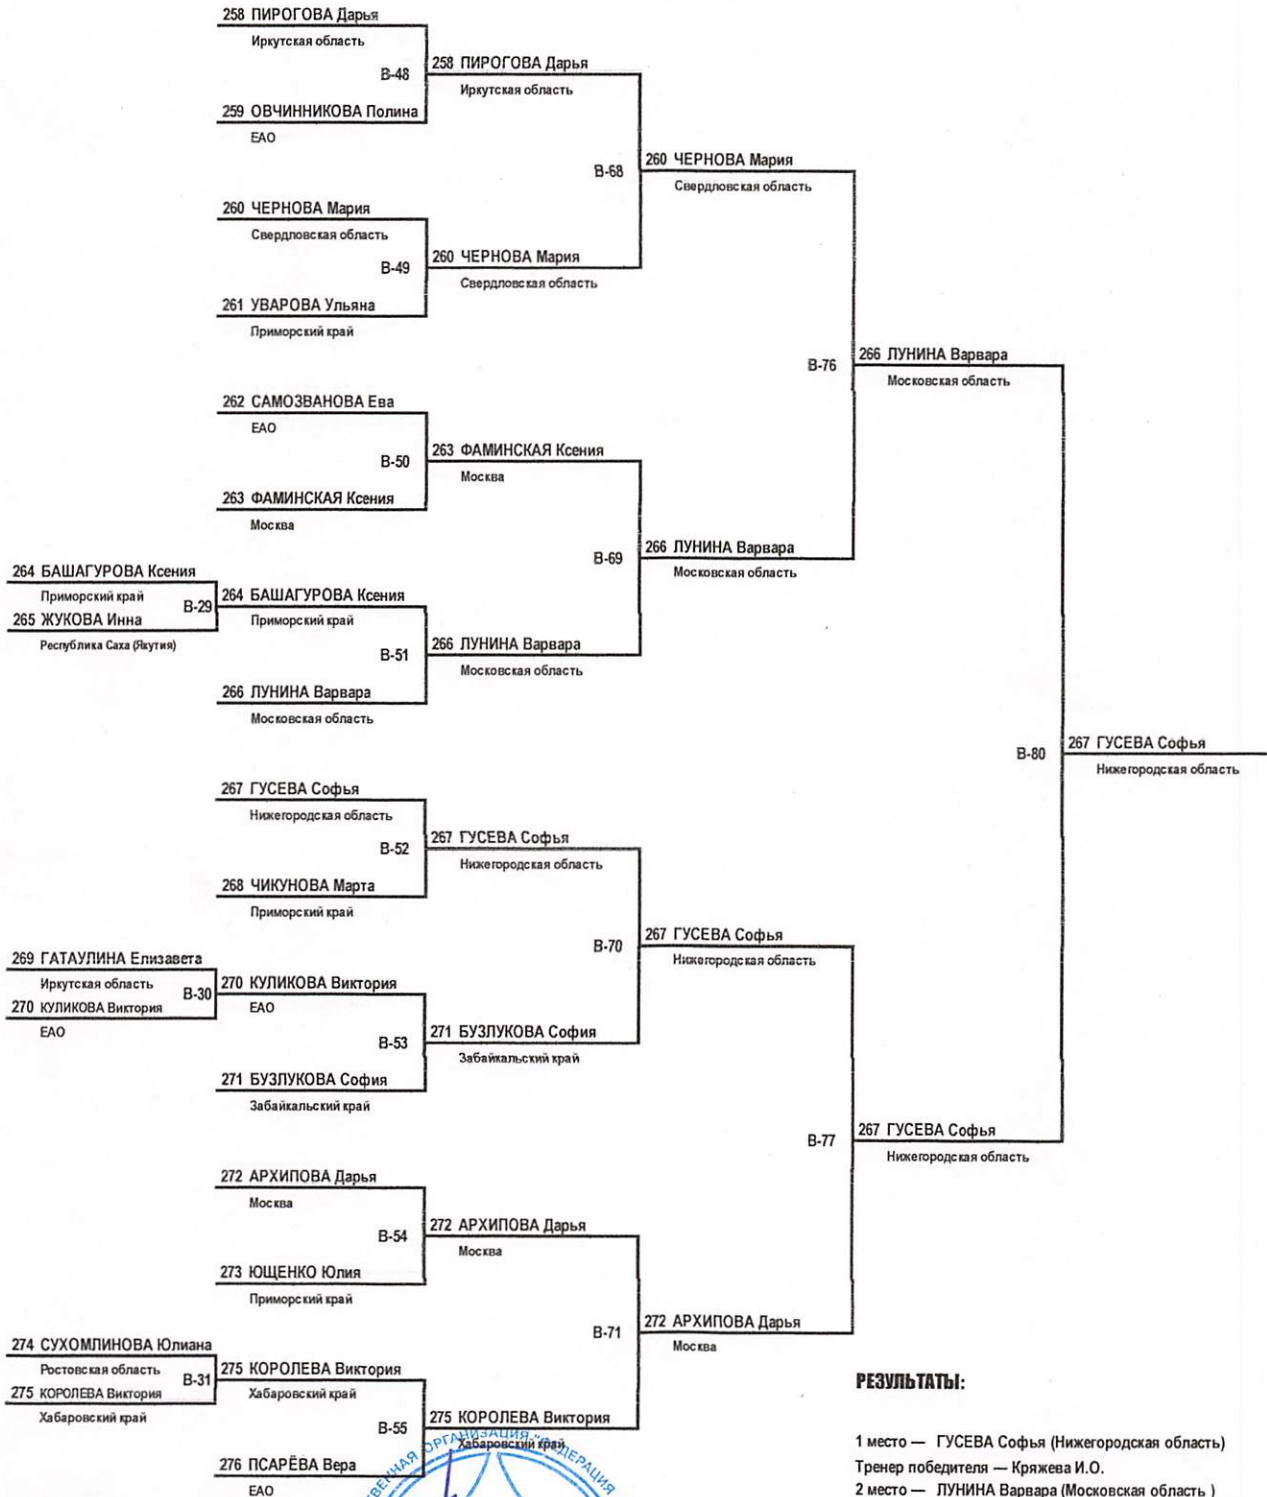 258 ПИРОГОВА Дарья
Иркутская область
В-48
258 ПИРОГОВА Дарья
Иркутская область
259 ОВЧИННИКОВА Полина
ЕАО
В-68
260 ЧЕРНОВА Мария
Свердловская область
260 ЧЕРНОВА Мария
Свердловская область
В-49
260 ЧЕРНОВА Мария
Свердловская область
261 УВАРОВА Ульяна
Приморский край
В-76
266 ЛУНИНА Варвара
Московская область
262 САМОЗВАНОВА Ева
ЕАО
В-50
263 ФАМИНСКАЯ Ксения
Москва
263 ФАМИНСКАЯ Ксения
Москва
В-69
266 ЛУНИНА Варвара
Московская область
264 БАШАГУРОВА Ксения
Приморский край
В-29
265 ЖУКОВА Инна
Республика Саха (Якутия)
264 БАШАГУРОВА Ксения
Приморский край
В-51
266 ЛУНИНА Варвара
Московская область
266 ЛУНИНА Варвара
Московская область
В-80
267 ГУСЕВА Софья
Нижегородская область
267 ГУСЕВА Софья
Нижегородская область
В-52
267 ГУСЕВА Софья
Нижегородская область
268 ЧИКУНОВА Марта
Приморский край
В-70
267 ГУСЕВА Софья
Нижегородская область
269 ГАТАУЛИНА Елизавета
Иркутская область
В-30
270 КУЛИКОВА Виктория
ЕАО
270 КУЛИКОВА Виктория
ЕАО
В-53
271 БУЗЛУКОВА София
Забайкальский край
271 БУЗЛУКОВА София
Забайкальский край
В-77
267 ГУСЕВА Софья
Нижегородская область
272 АРХИПОВА Дарья
Москва
В-54
272 АРХИПОВА Дарья
Москва
273 ЮЩЕНКО Юлия
Приморский край
В-71
272 АРХИПОВА Дарья
Москва
274 СУХОМЛИНОВА Юлиана
Ростовская область
В-31
275 КОРОЛЕВА Виктория
Хабаровский край
275 КОРОЛЕВА Виктория
Хабаровский край
В-55
275 КОРОЛЕВА Виктория
Хабаровский край
276 ПСАРЁВА Вера
ЕАО
ОРГАНИЗАЦИЯ "ФЕДЕРАЦИЯ
РЕЗУЛЬТАТЫ:
1 место — ГУСЕВА Софья (Нижегородская область)
Тренер победителя — Кряжева И.О.
2 место — ЛУНИНА Варвара (Московская область )